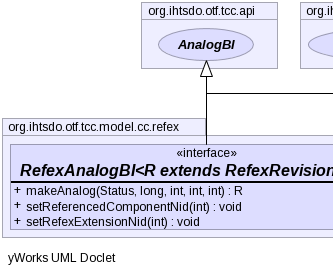 org.ihtsdo.otf.tcc.api
org.i
AnalogBI
org.ihtsdo.otf.tcc.model.cc.refex
«interface»
RefexAnalogBI<R extends RefexRevision
+ makeAnalog(Status, long, int, int, int) : R
+ setReferencedComponentNid(int) : void
+ setRefexExtensionNid(int) : void
yWorks UML Doclet